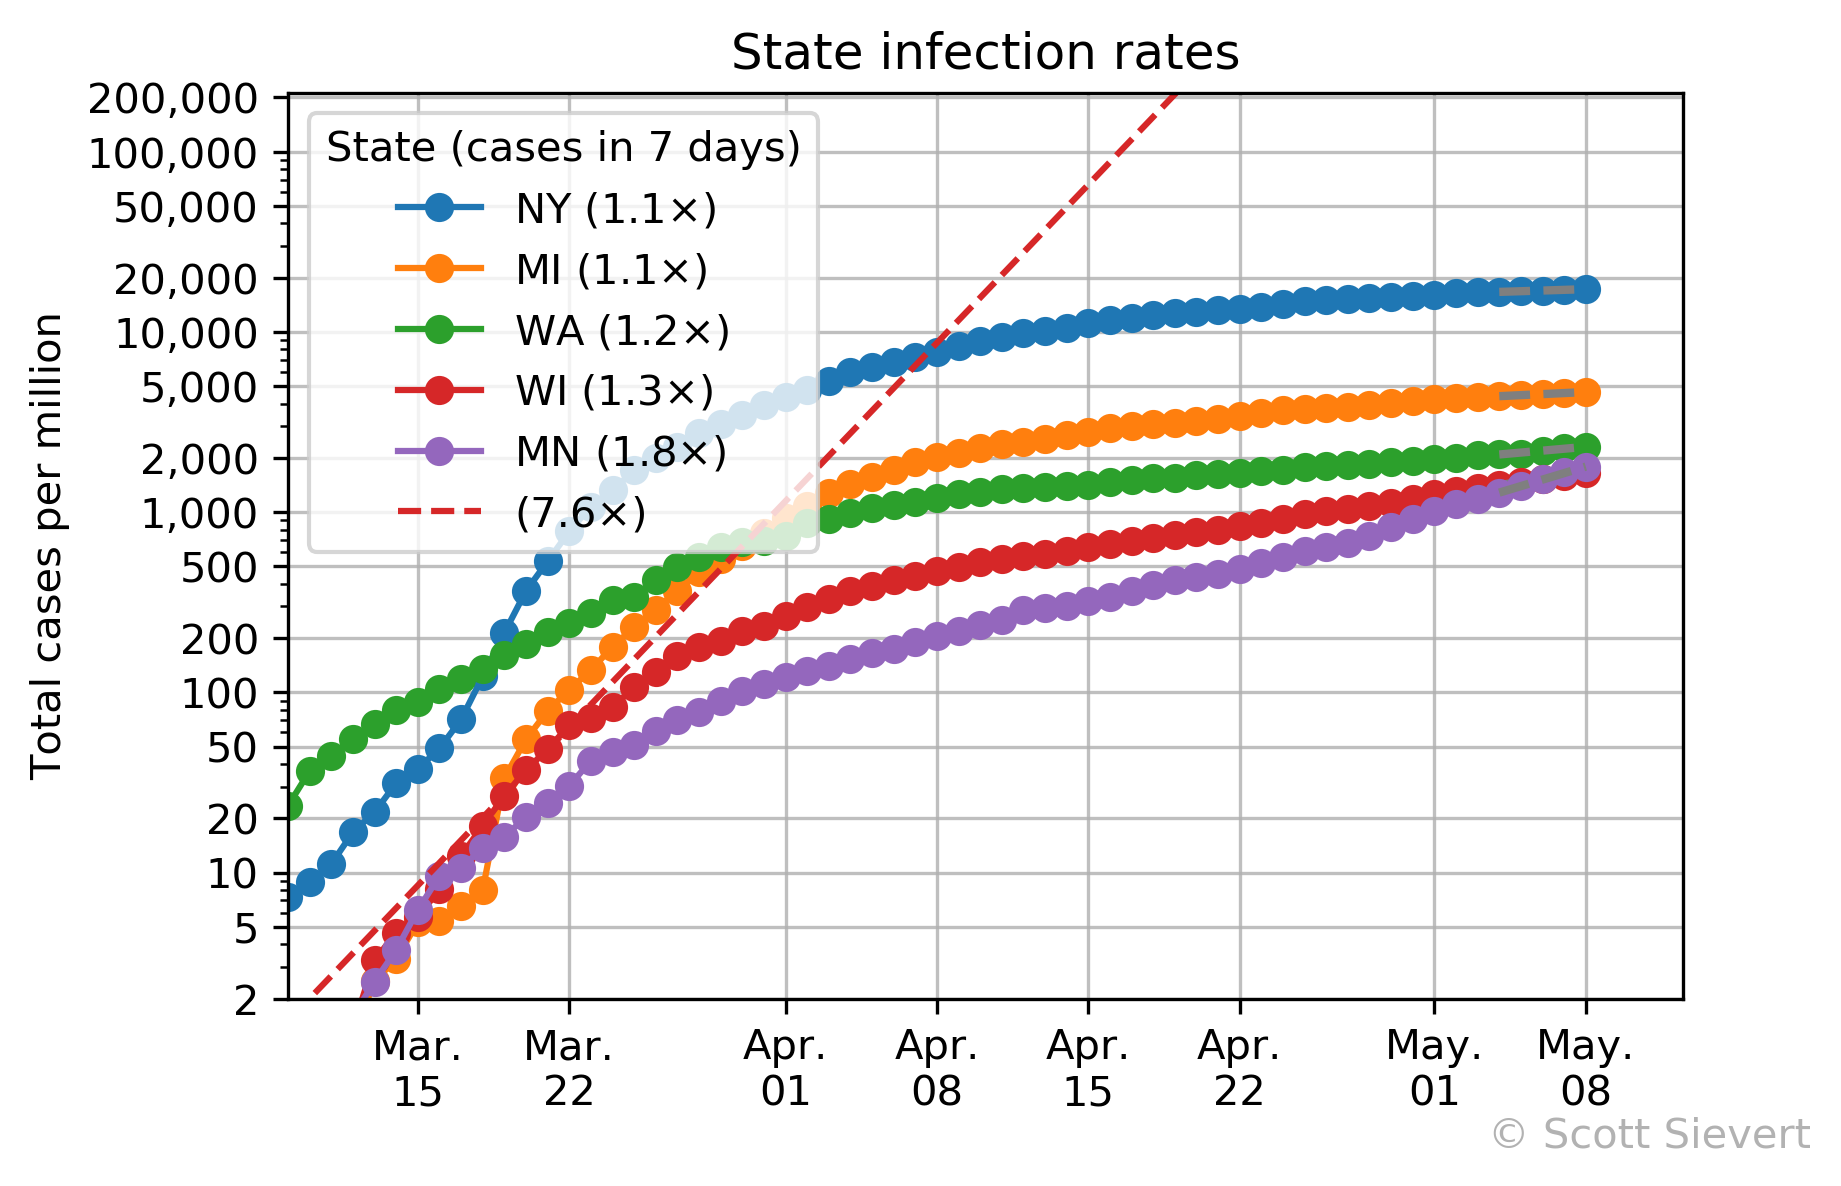 State infection rates
200,000
100,000
50,000
20,000
10,000
5,000
2,000
1,000
500
200
100
50
20
10
5
2
Total cases per million
State (cases in 7 days)
NY (1.1×)
MI (1.1×)
WA (1.2×)
WI (1.3×)
MN (1.8×)
(7.6×)
Mar.
15
Mar.
22
Apr.
01
Apr.
08
Apr.
15
Apr.
22
May.
01
May.
08
© Scott Sievert